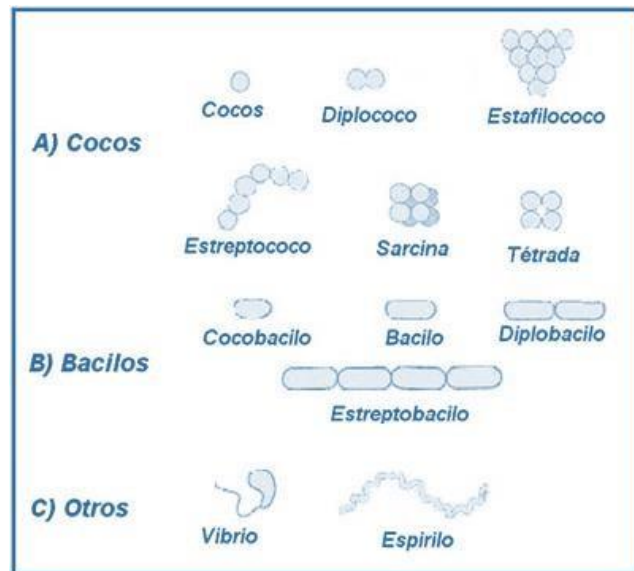 Cocos
Diplococo
Estafilococo
A) Cocos
Estreptococo
Sarcina
Tétrada
Cocobacilo
Bacilo
Diplobacilo
B) Bacilos
Estreptobacilo
C) Otros
Vibrio
Espirilo